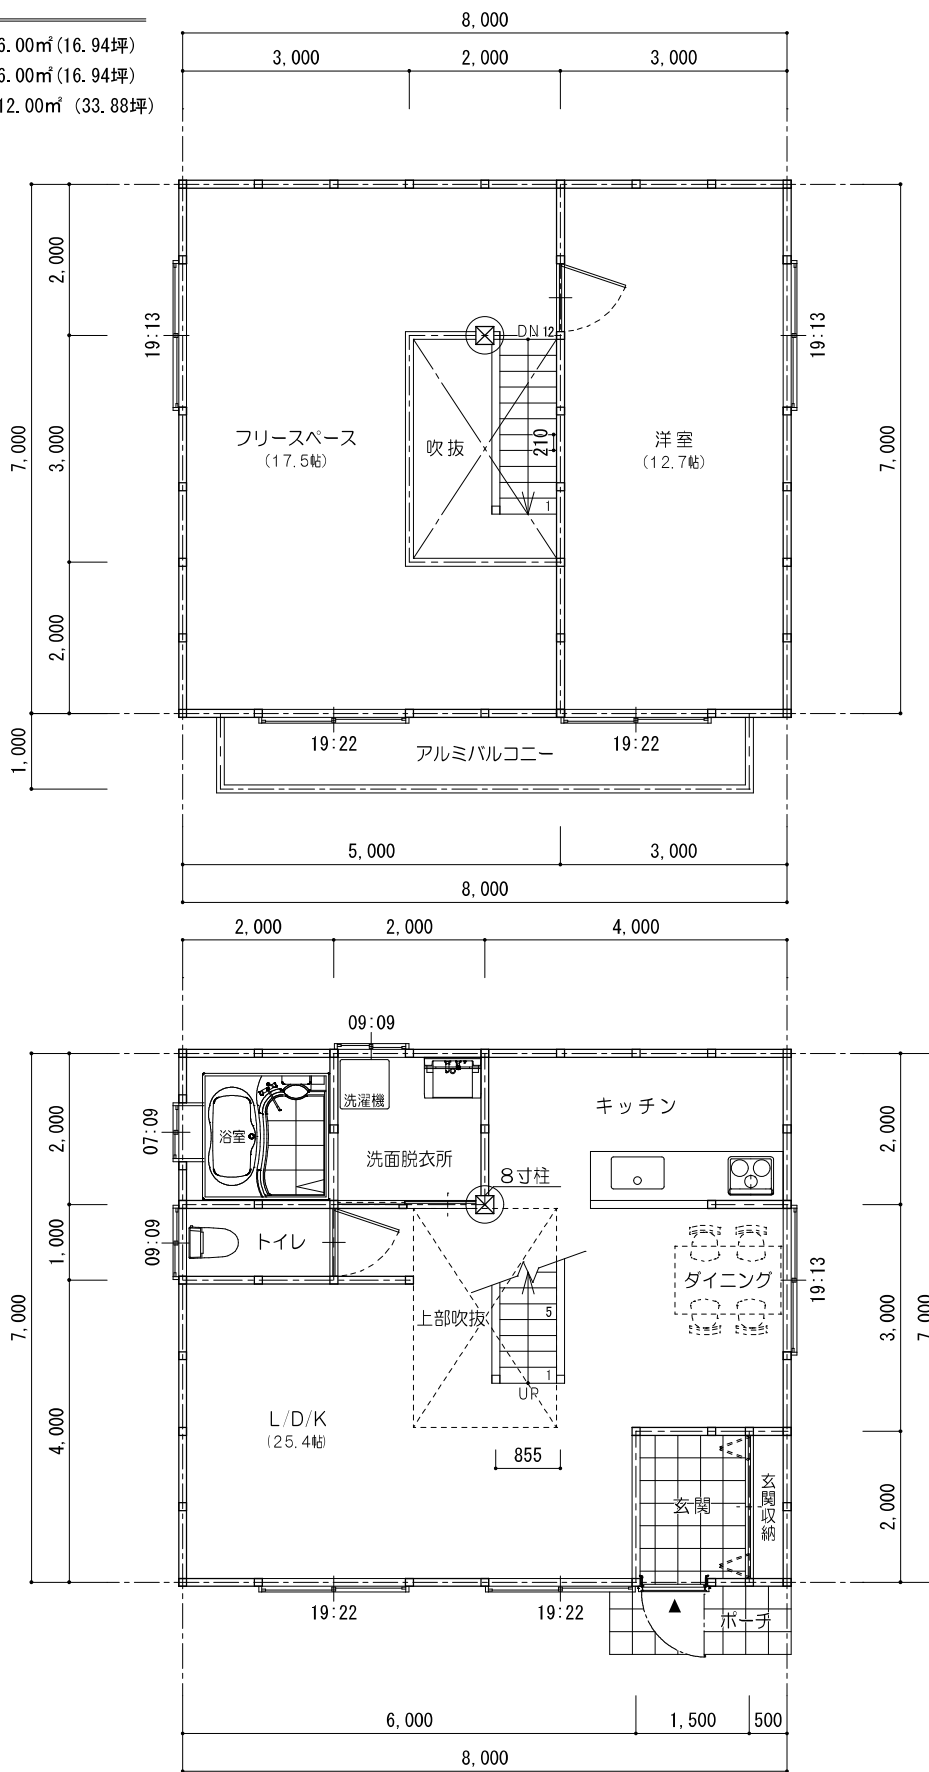 6.00㎡(16.94坪)
6.00㎡(16.94坪)
12.00㎡ (33.88坪)
8,000
3,000
2,000
3,000
2,000
19:13
DN 12
19:13
7,000
3,000
フリースペース
(17.5帖)
吹抜
210
洋室
(12.7帖)
7,000
1
2,000
1,000
19:22
アルミバルコニー
19:22
5,000
3,000
8,000
2,000
2,000
4,000
09:09
2,000
07:09
浴室
洗濯機
洗面脱衣所
キッチン
2,000
8寸柱
1,000
09:09
トイレ
ダイニング
19:13
7,000
上部吹抜
5
3,000
7,000
1
UP
4,000
L/D/K
(25.4帖)
855
玄関
玄関収納
2,000
19:22
19:22
ポーチ
6,000
1,500
500
8,000